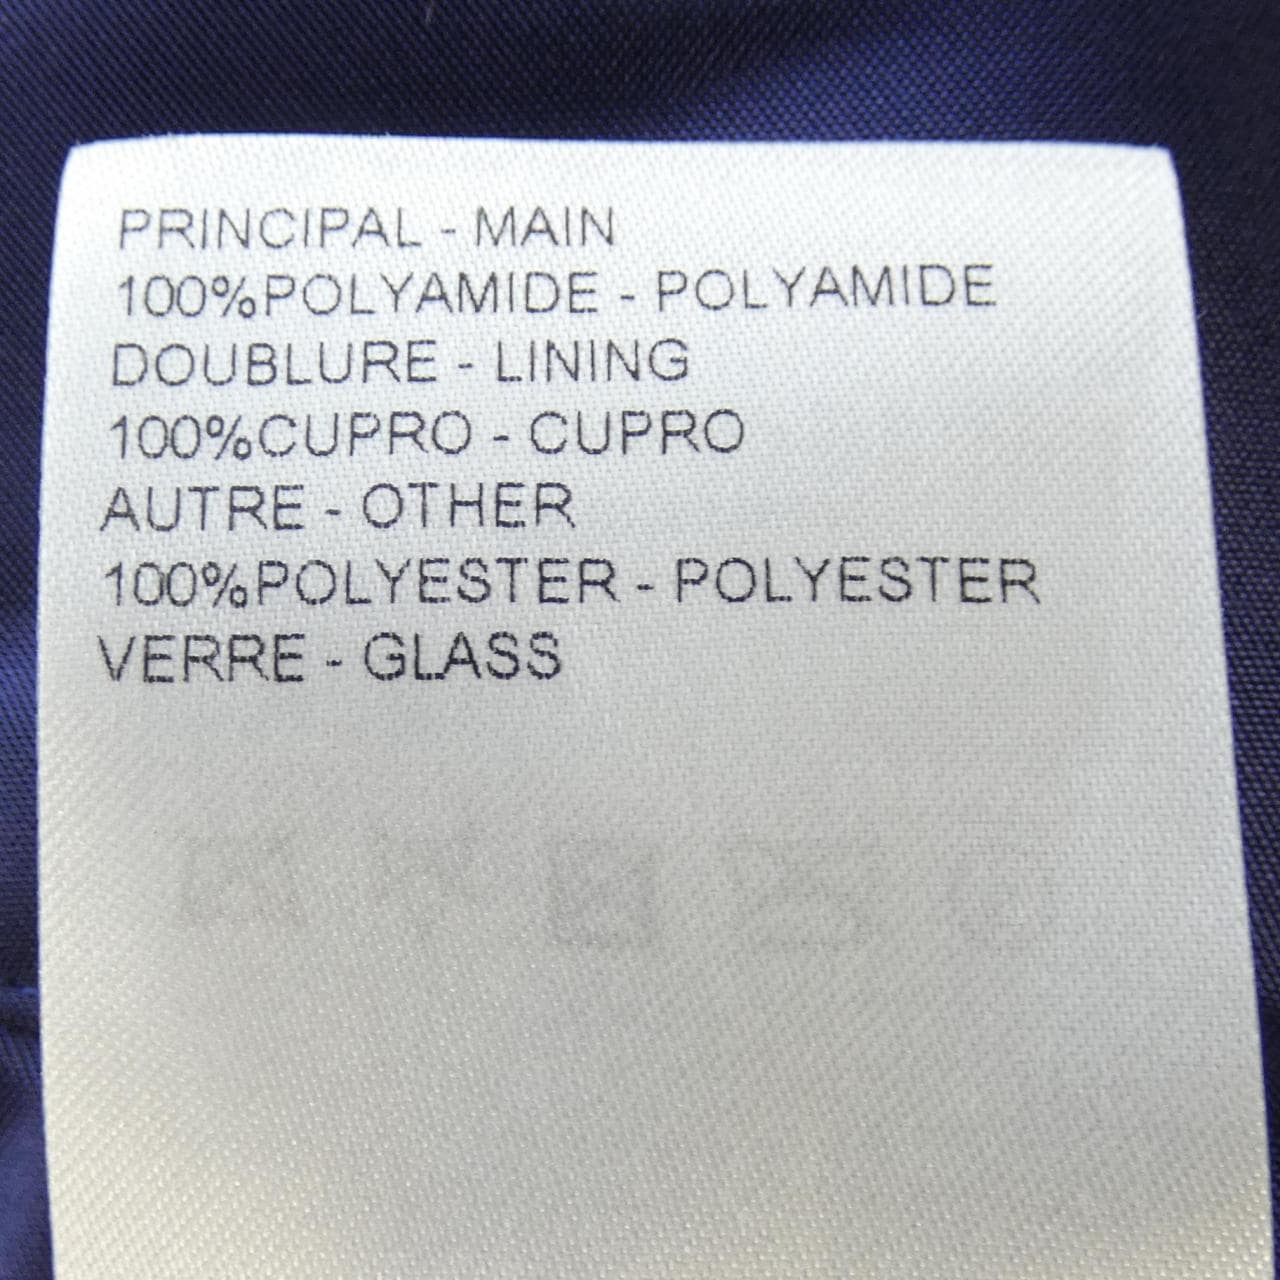 PRINCIPAL - MAIN
100%POLYAMIDE - POLYAMIDE
DOUBLURE - LINING
100%CUPRO - CUPRO
AUTRE - OTHER
100%POLYESTER - POLYESTER
VERRE - GLASS